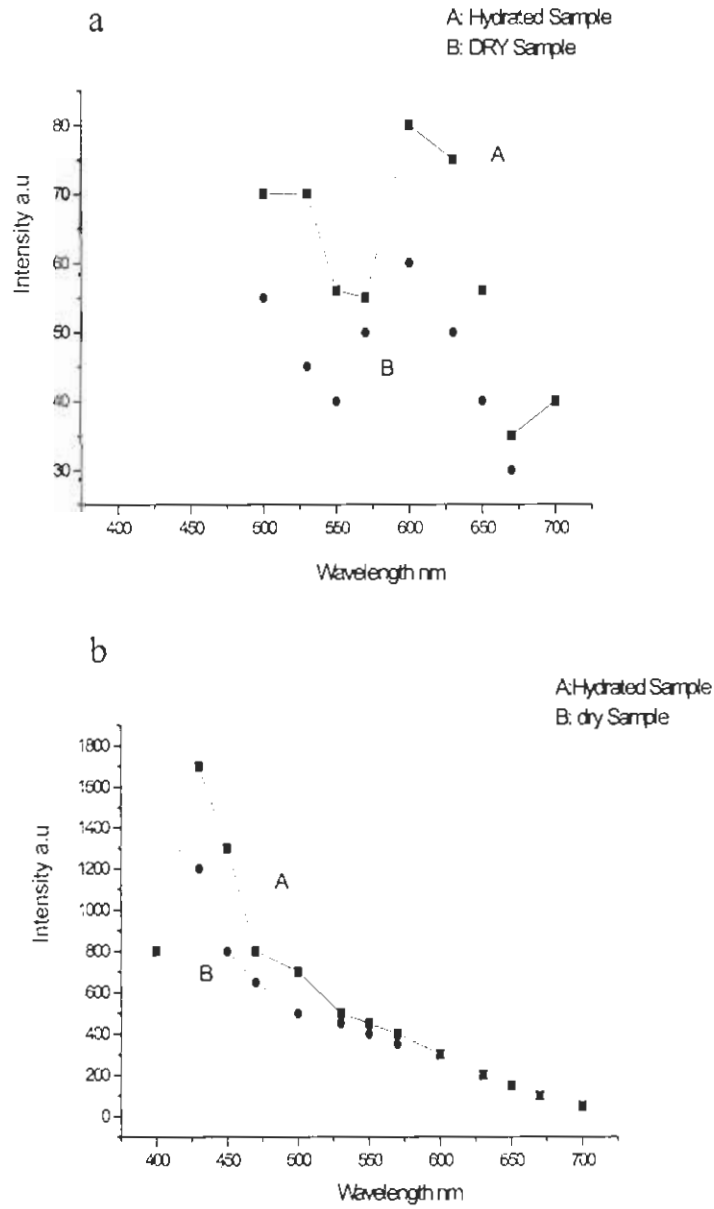 a
A: Hydrated Sample
B: DRY Sample
80
70
60
50
40
30
Intensity a.u
A
B
400 450 500 550 600 650 700
Wavelength nm
b
A:Hydrated Sample
B: dry Sample
1800
1600
1400
1200
1000
800
600
400
200
0
Intensity a.u
A
B
400 450 500 550 600 650 700
Wavelength nm